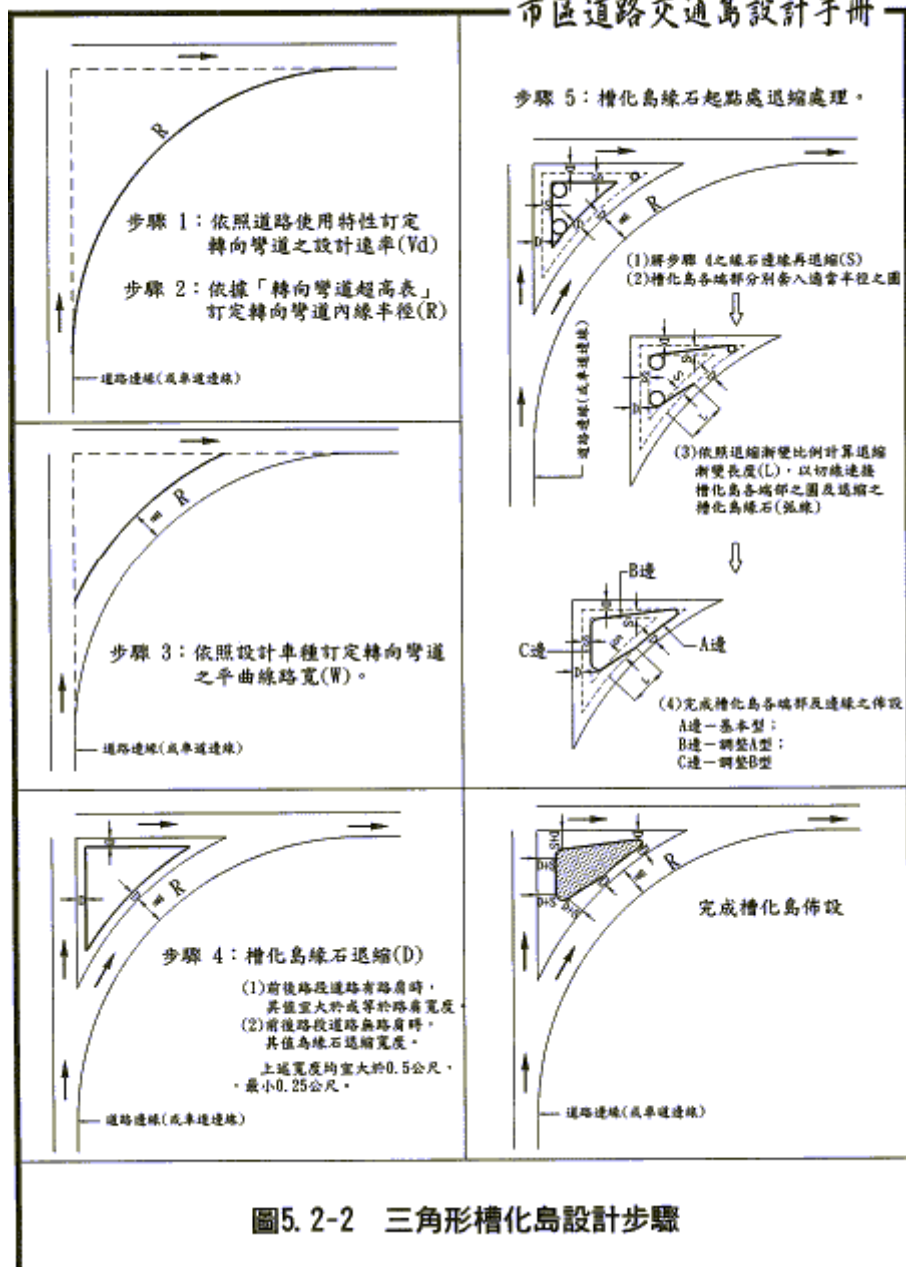 市區道路交通島設計手冊
R
步驟 1：依照道路使用特性訂定
轉向彎道之設計速率(Vd)
步驟 2：依據「轉向彎道超高表」
訂定轉向彎道內緣半徑(R)
道路邊緣(或車道邊線)
W R
步驟 3：依照設計車種訂定轉向彎道
之平曲線路寬(W)。
道路邊緣(或車道邊線)
D
D
D
W R
步驟 4：槽化島緣石退縮(D)
(1)前後路段道路有路肩時，
其值宜大於或等於路肩寬度。
(2)前後路段道路無路肩時，
其值為緣石退縮寬度。
上述寬度均宜大於0.5公尺，
最小0.25公尺。
道路邊緣(或車道邊線)
步驟 5：槽化島緣石起點處退縮處理。
D
S
S
S
D
D
W
R
(1)將步驟 4之緣石邊緣再退縮(S)
(2)槽化島各端部分別套入適當半徑之圓
道路邊緣(或車道邊線)
D
S
S
S
D
D
L
(3)依照退縮漸變比例計算退縮
漸變長度(L)，以切線連接
槽化島各端部之圓及退縮之
槽化島緣石(弧線)
B邊
D
S
S
S
C邊
A邊
D
D
L
(4)完成槽化島各端部及邊緣之佈設
A邊－基本型；
B邊－調整A型；
C邊－調整B型
D+S
D
D+S
D+S
D+S
D
W
R
完成槽化島佈設
道路邊緣(或車道邊線)
圖5.2-2 三角形槽化島設計步驟